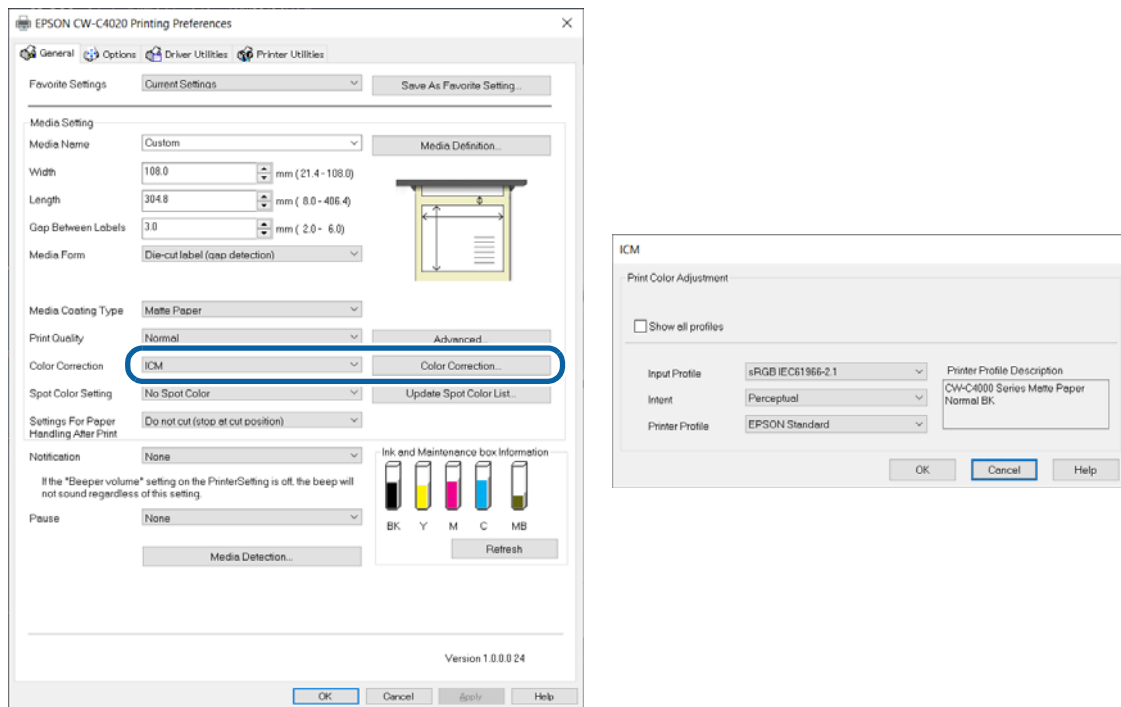 EPSON CW-C4020 Printing Preferences
General Options Driver Utilities Printer Utilities
Favorite Settings Current Settings Save As Favorite Setting...
Media Setting
Media Name Custom Media Definition...
Width 108.0 mm ( 21.4 - 108.0)
Length 304.8 mm ( 8.0 - 406.4)
Gap Between Labels 3.0 mm ( 2.0 - 6.0)
Media Form Die-cut label (gap detection)
Media Coating Type Matte Paper
Print Quality Normal Advanced...
Color Correction ICM Color Correction...
Spot Color Setting No Spot Color Update Spot Color List...
Settings For Paper Do not cut (stop at cut position)
Handling After Print
Notification None
If the "Beeper volume" setting on the PrinterSetting is off, the beep will
not sound regardless of this setting.
Pause None
Media Detection...
Ink and Maintenance box Information
BK Y M C MB
Refresh
Version 1.0.0.0 24
OK Cancel Apply Help
ICM
Print Color Adjustment
Show all profiles
Input Profile sRGB IEC61966-2.1
Intent Perceptual
Printer Profile EPSON Standard
Printer Profile Description
CW-C4000 Series Matte Paper
Normal BK
OK Cancel Help